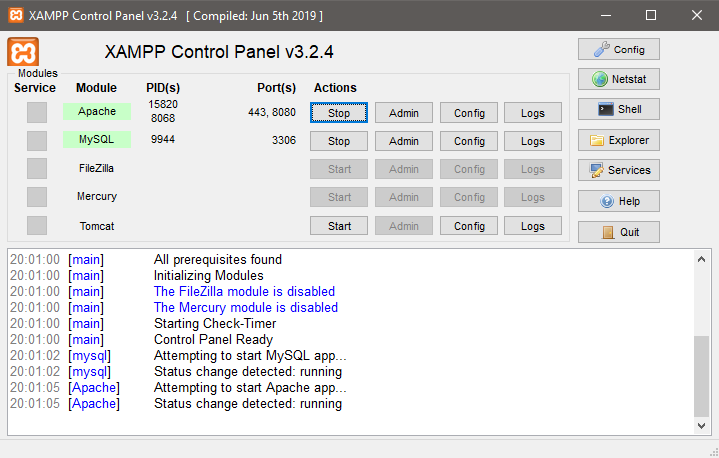 XAMPP Control Panel v3.2.4 [ Compiled: Jun 5th 2019 ]
XAMPP Control Panel v3.2.4
Config
Modules
Service Module PID(s) Port(s) Actions
Netstat
Apache 15820 8068 443, 8080 Stop Admin Config Logs
Shell
MySQL 9944 3306 Stop Admin Config Logs
Explorer
FileZilla Start Admin Config Logs
Services
Mercury Start Admin Config Logs
Help
Tomcat Start Admin Config Logs
Quit
20:01:00 [main] All prerequisites found
20:01:00 [main] Initializing Modules
20:01:00 [main] The FileZilla module is disabled
20:01:00 [main] The Mercury module is disabled
20:01:00 [main] Starting Check-Timer
20:01:00 [main] Control Panel Ready
20:01:02 [mysql] Attempting to start MySQL app...
20:01:02 [mysql] Status change detected: running
20:01:05 [Apache] Attempting to start Apache app...
20:01:05 [Apache] Status change detected: running